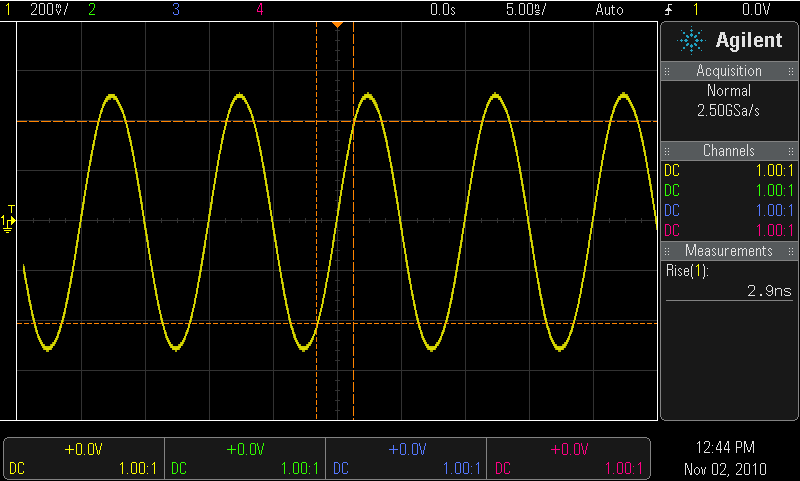 1 200mV/ 2 3 4 0.0s 5.00ns/ Auto 1 0.0V
Agilent
Acquisition
Normal
2.50GSa/s
Channels
DC 1.00:1
DC 1.00:1
DC 1.00:1
DC 1.00:1
Measurements
Rise(1):
2.9ns
T
1
+0.0V +0.0V +0.0V +0.0V
DC 1.00:1 DC 1.00:1 DC 1.00:1 DC 1.00:1
12:44 PM
Nov 02, 2010